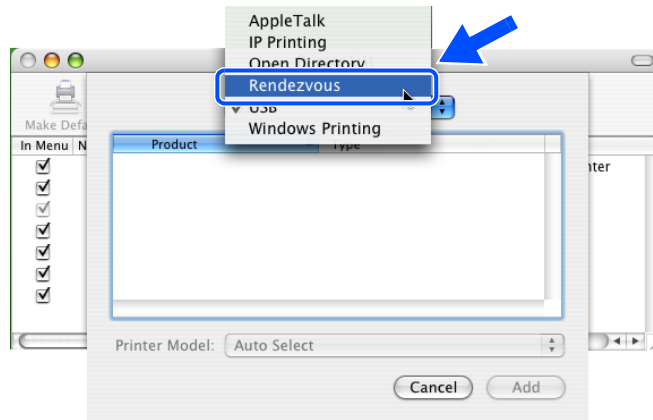 AppleTalk
IP Printing
Open Directory
Rendezvous
USB
Windows Printing
Make Defa
In Menu N
Product Type
nter
Printer Model: Auto Select
Cancel Add